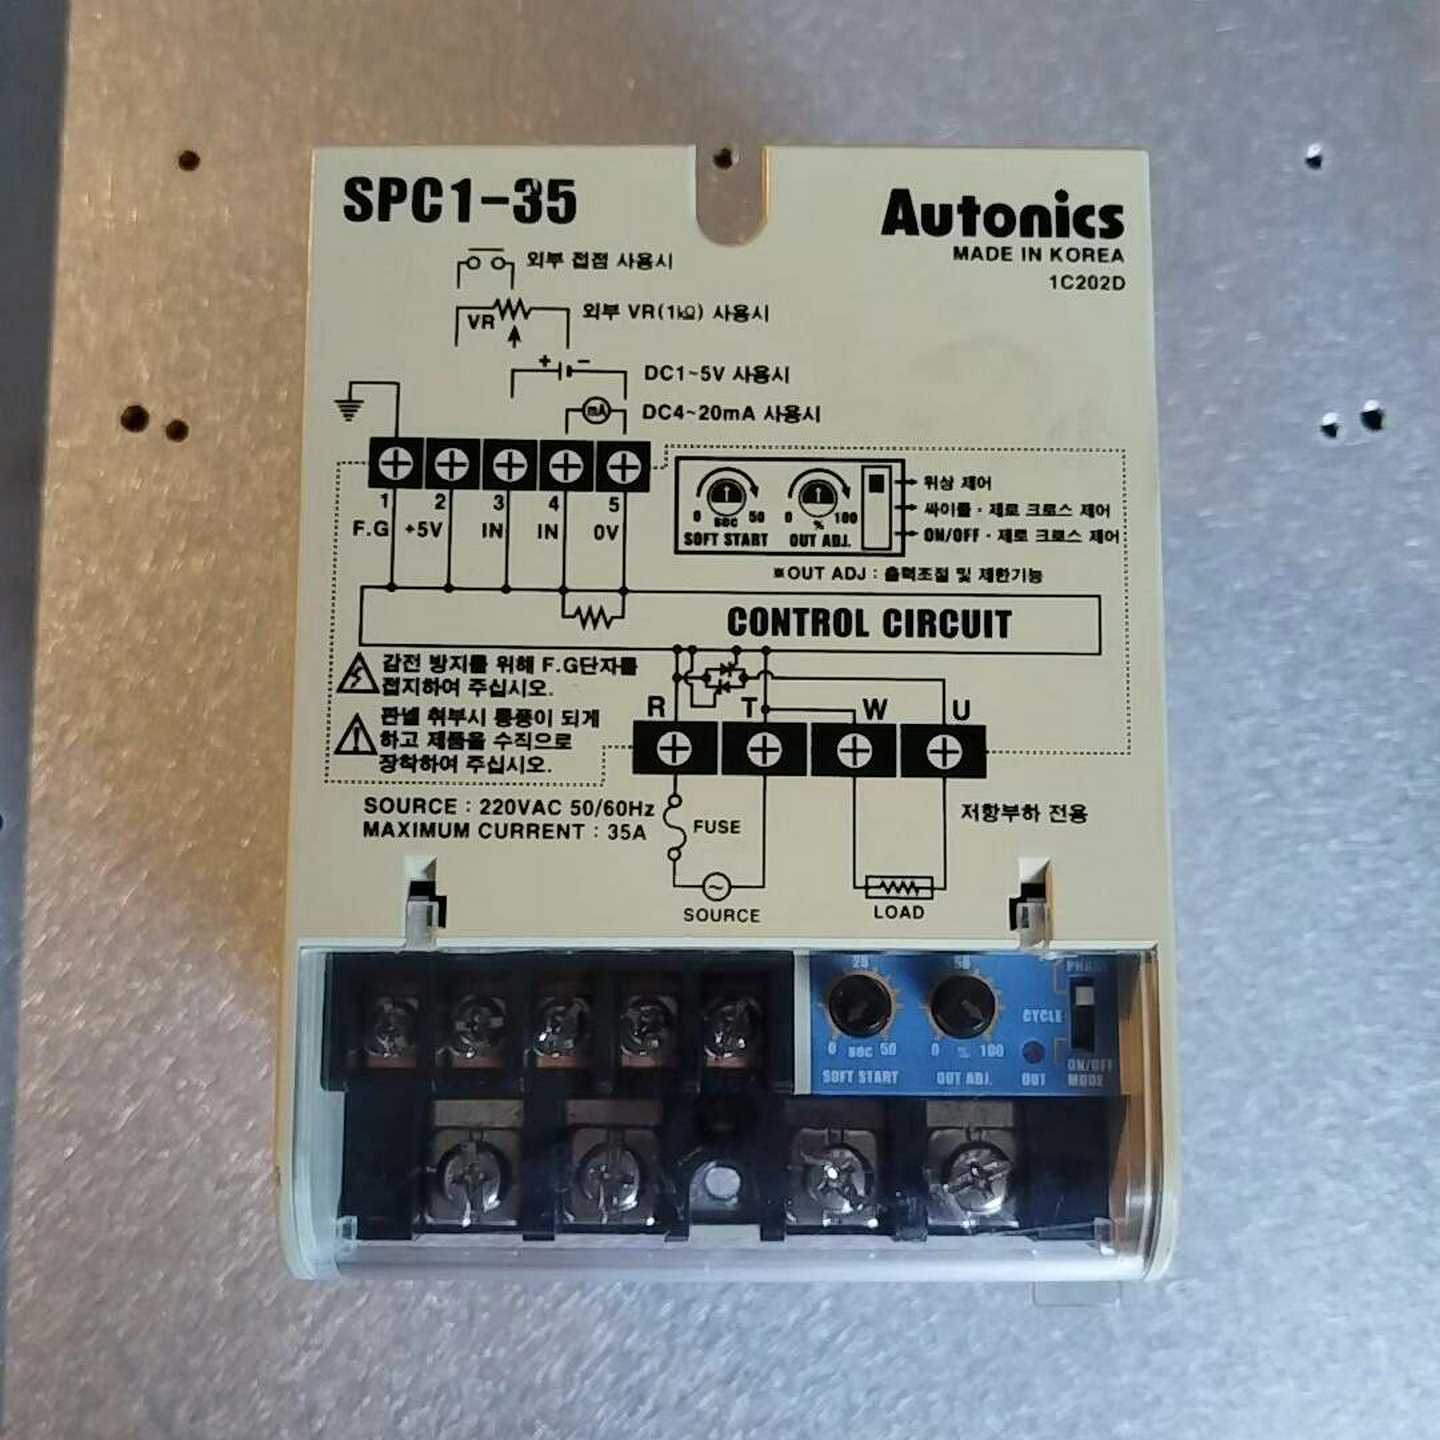 SPC1-35
Autonics
MADE IN KOREA
1C202D
외부 접점 사용시
VR 외부 VR(1㏀) 사용시
+ -
DC1~5V 사용시
mA DC4~20mA 사용시
1 2 3 4 5
F.G +5V IN IN 0V
0 sec 50 0 % 100
SOFT START OUT ADJ.
위상 제어
싸이클·제로 크로스 제어
ON/OFF·제로 크로스 제어
※OUT ADJ : 출력조절 및 제한기능
CONTROL CIRCUIT
감전 방지를 위해 F.G단자를
접지하여 주십시오.
판넬 취부시 통풍이 되게
하고 제품을 수직으로
장착하여 주십시오.
R T W U
SOURCE : 220VAC 50/60Hz
MAXIMUM CURRENT : 35A
FUSE
저항부하 전용
SOURCE
LOAD
25 50 PHASE
CYCLE
0 sec 50 0 % 100
ON/OFF
SOFT START OUT ADJ. OUT MODE